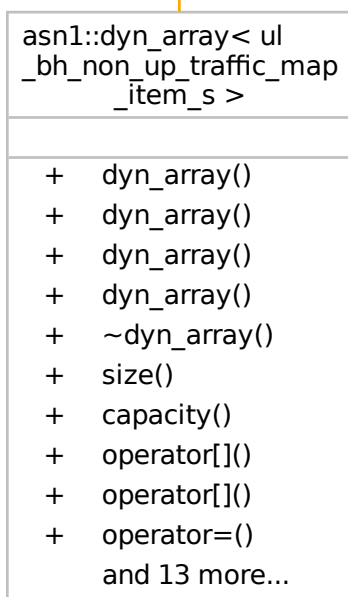 asn1::dyn_array< ul
_bh_non_up_traffic_map
_item_s >
+ dyn_array()
+ dyn_array()
+ dyn_array()
+ dyn_array()
+ ~dyn_array()
+ size()
+ capacity()
+ operator[]()
+ operator[]()
+ operator=()
and 13 more...